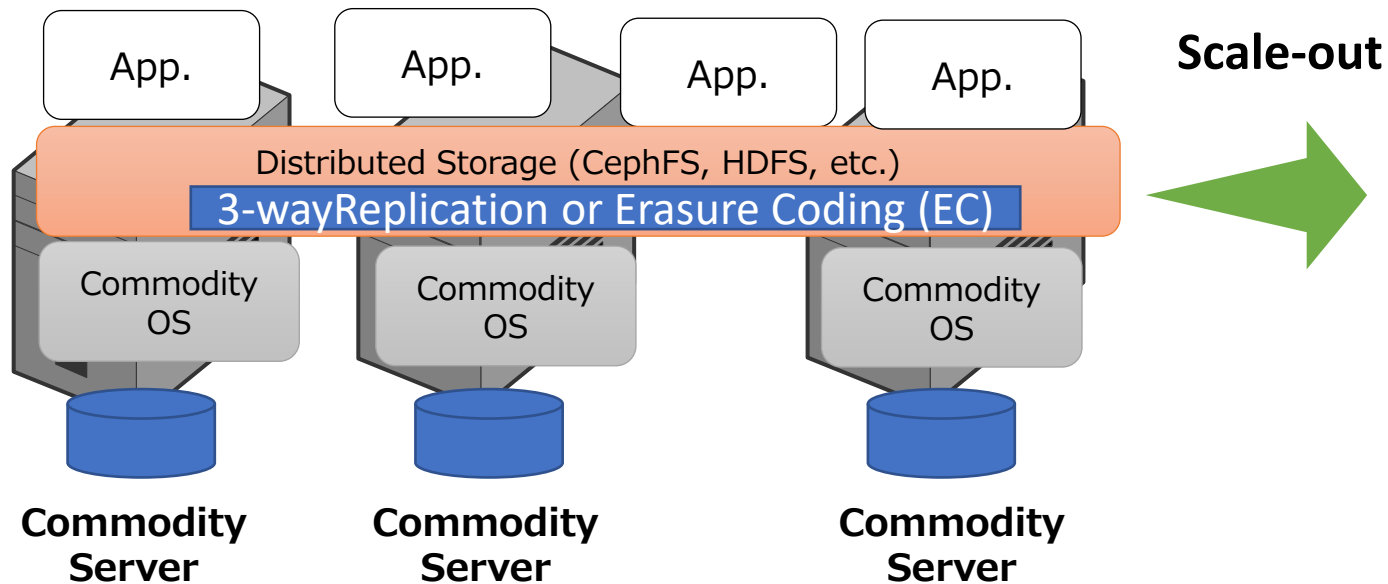 App.
App.
App.
App.
Scale-out
Distributed Storage (CephFS, HDFS, etc.)
3-wayReplication or Erasure Coding (EC)
Commodity
OS
Commodity
OS
Commodity
OS
Commodity
Server
Commodity
Server
Commodity
Server